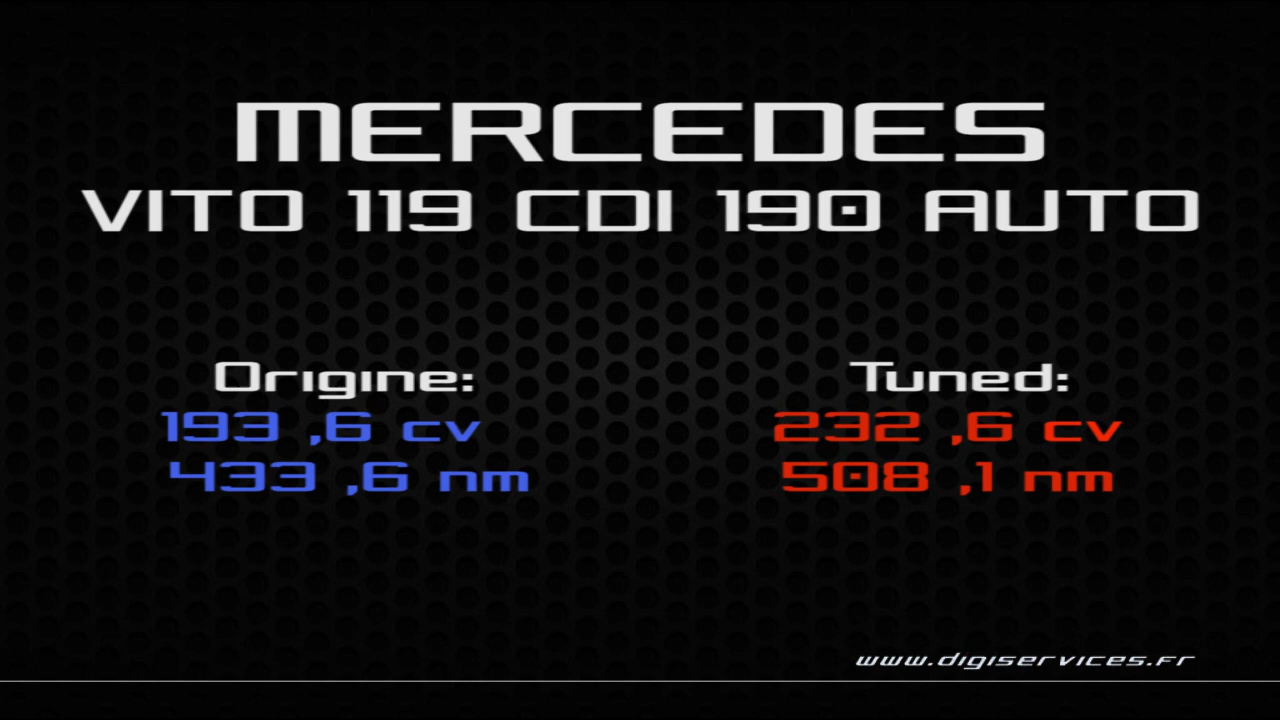 MERCEDES
VITO 119 CDI 190 AUTO
Origine:
193 ,6 cv
433 ,6 nm
Tuned:
232 ,6 cv
508 ,1 nm
www.digiservices.fr